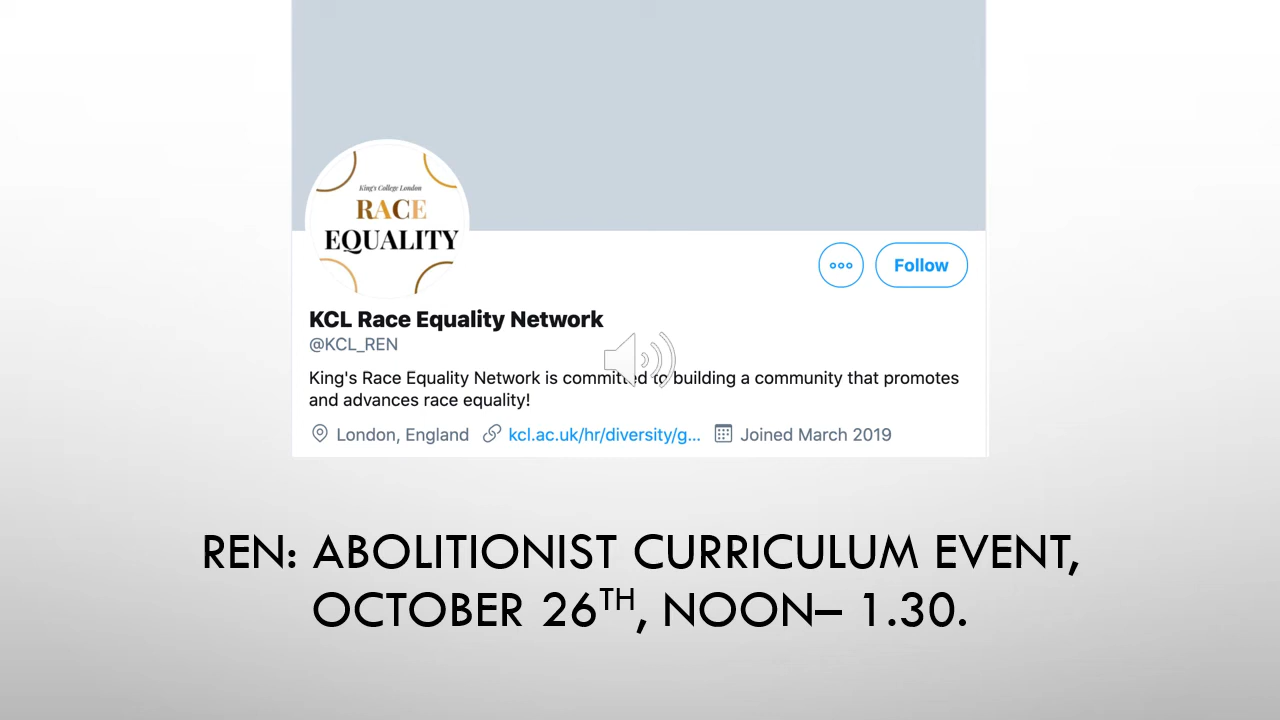 King's College London
RACE
EQUALITY
Follow
KCL Race Equality Network
@KCL_REN
King's Race Equality Network is committed to building a community that promotes
and advances race equality!
London, England kcl.ac.uk/hr/diversity/g... Joined March 2019
REN: ABOLITIONIST CURRICULUM EVENT,
OCTOBER 26TH, NOON– 1.30.